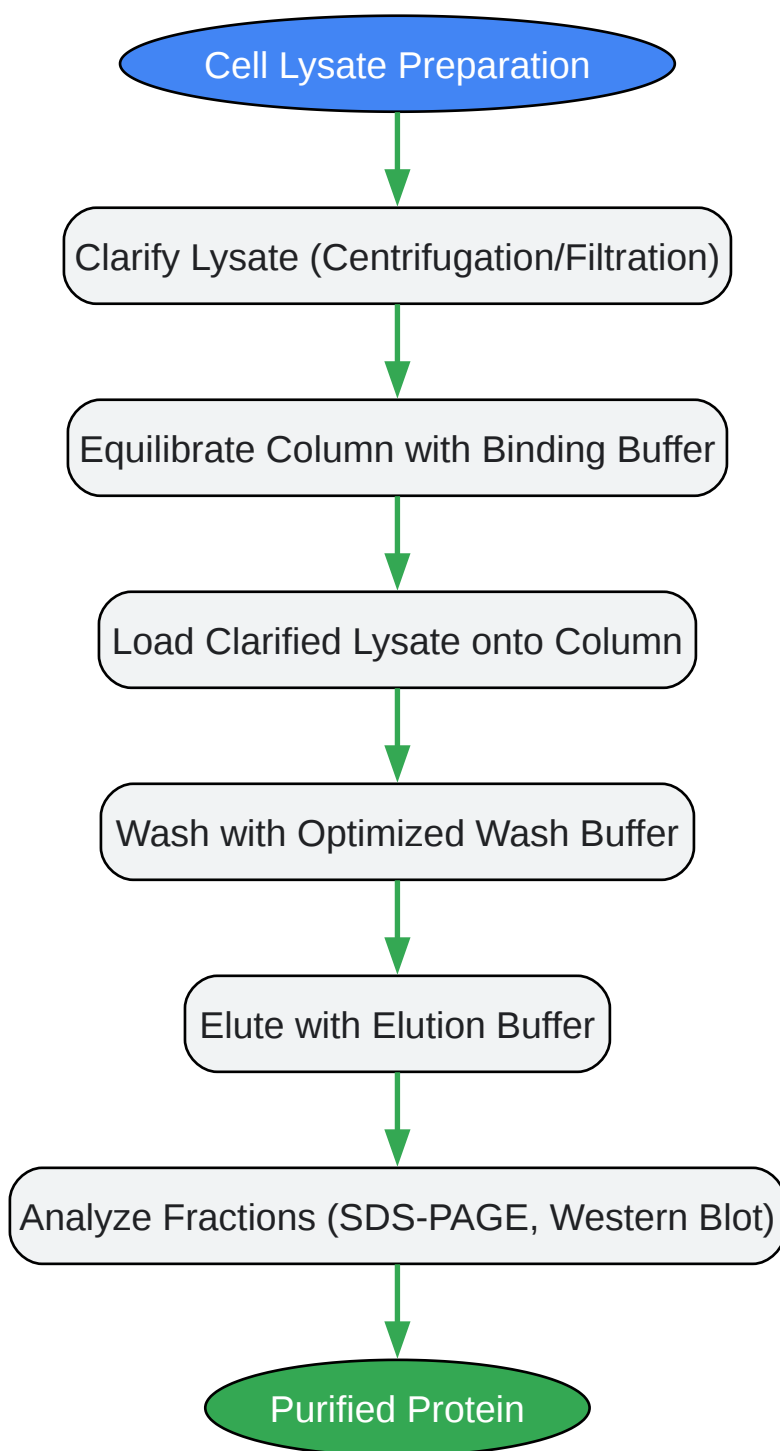 Cell Lysate Preparation
Clarify Lysate (Centrifugation/Filtration)
Equilibrate Column with Binding Buffer
Load Clarified Lysate onto Column
Wash with Optimized Wash Buffer
Elute with Elution Buffer
Analyze Fractions (SDS-PAGE, Western Blot)
Purified Protein